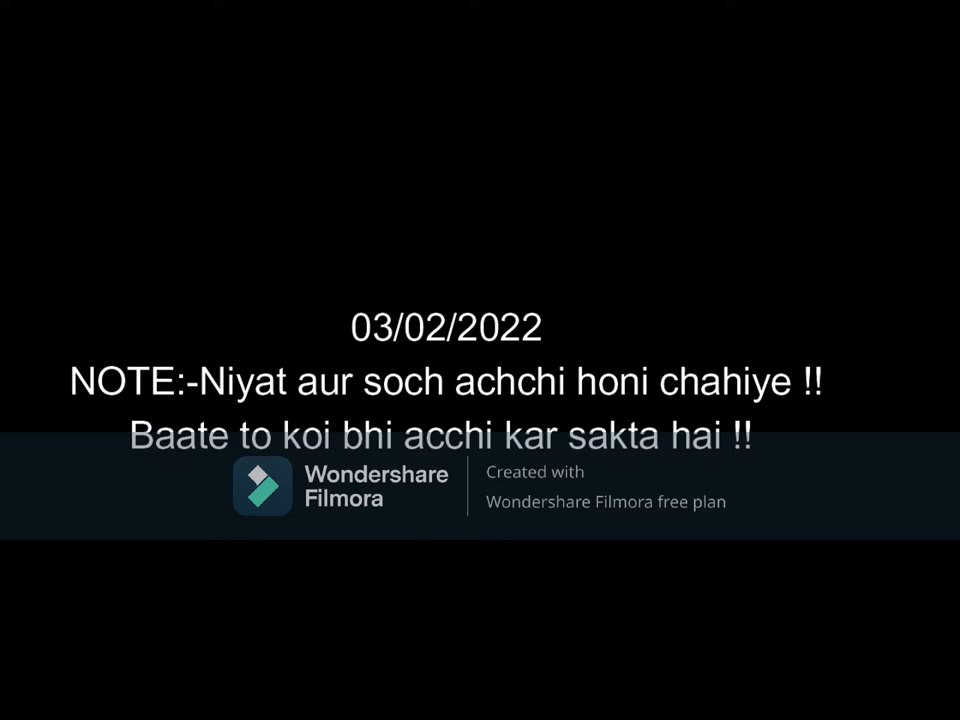 03/02/2022
NOTE:-Niyat aur soch achchi honi chahiye !!
Baate to koi bhi acchi kar sakta hai !!
Wondershare
Filmora
Created with
Wondershare Filmora free plan